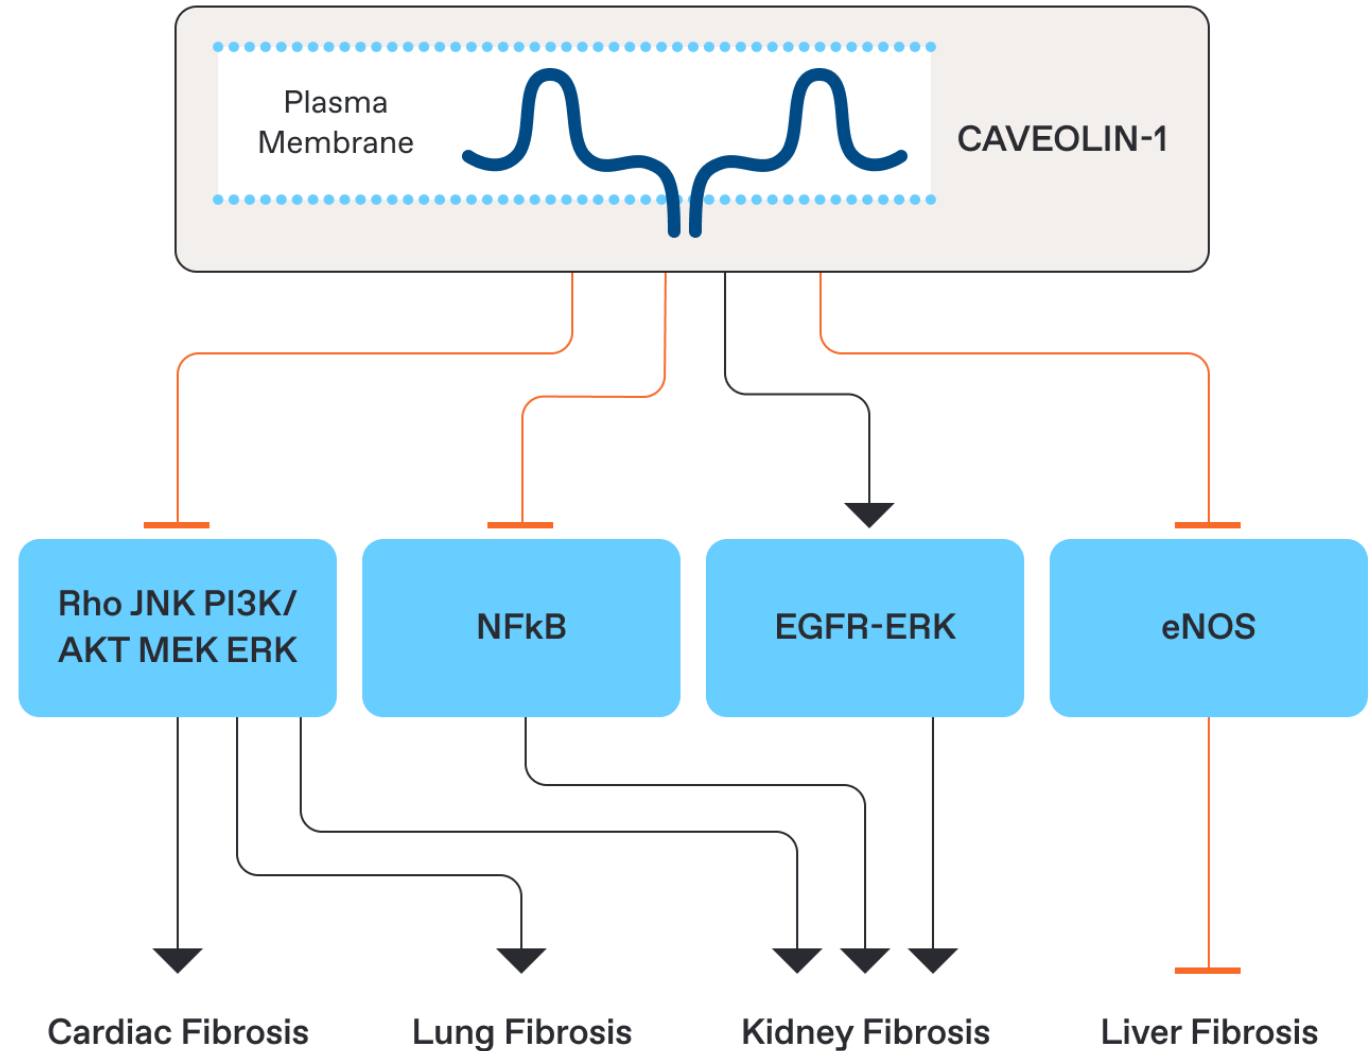 Plasma
Membrane
CAVEOLIN-1
Rho JNK PI3K/
AKT MEK ERK
NFkB
EGFR-ERK
eNOS
Cardiac Fibrosis
Lung Fibrosis
Kidney Fibrosis
Liver Fibrosis